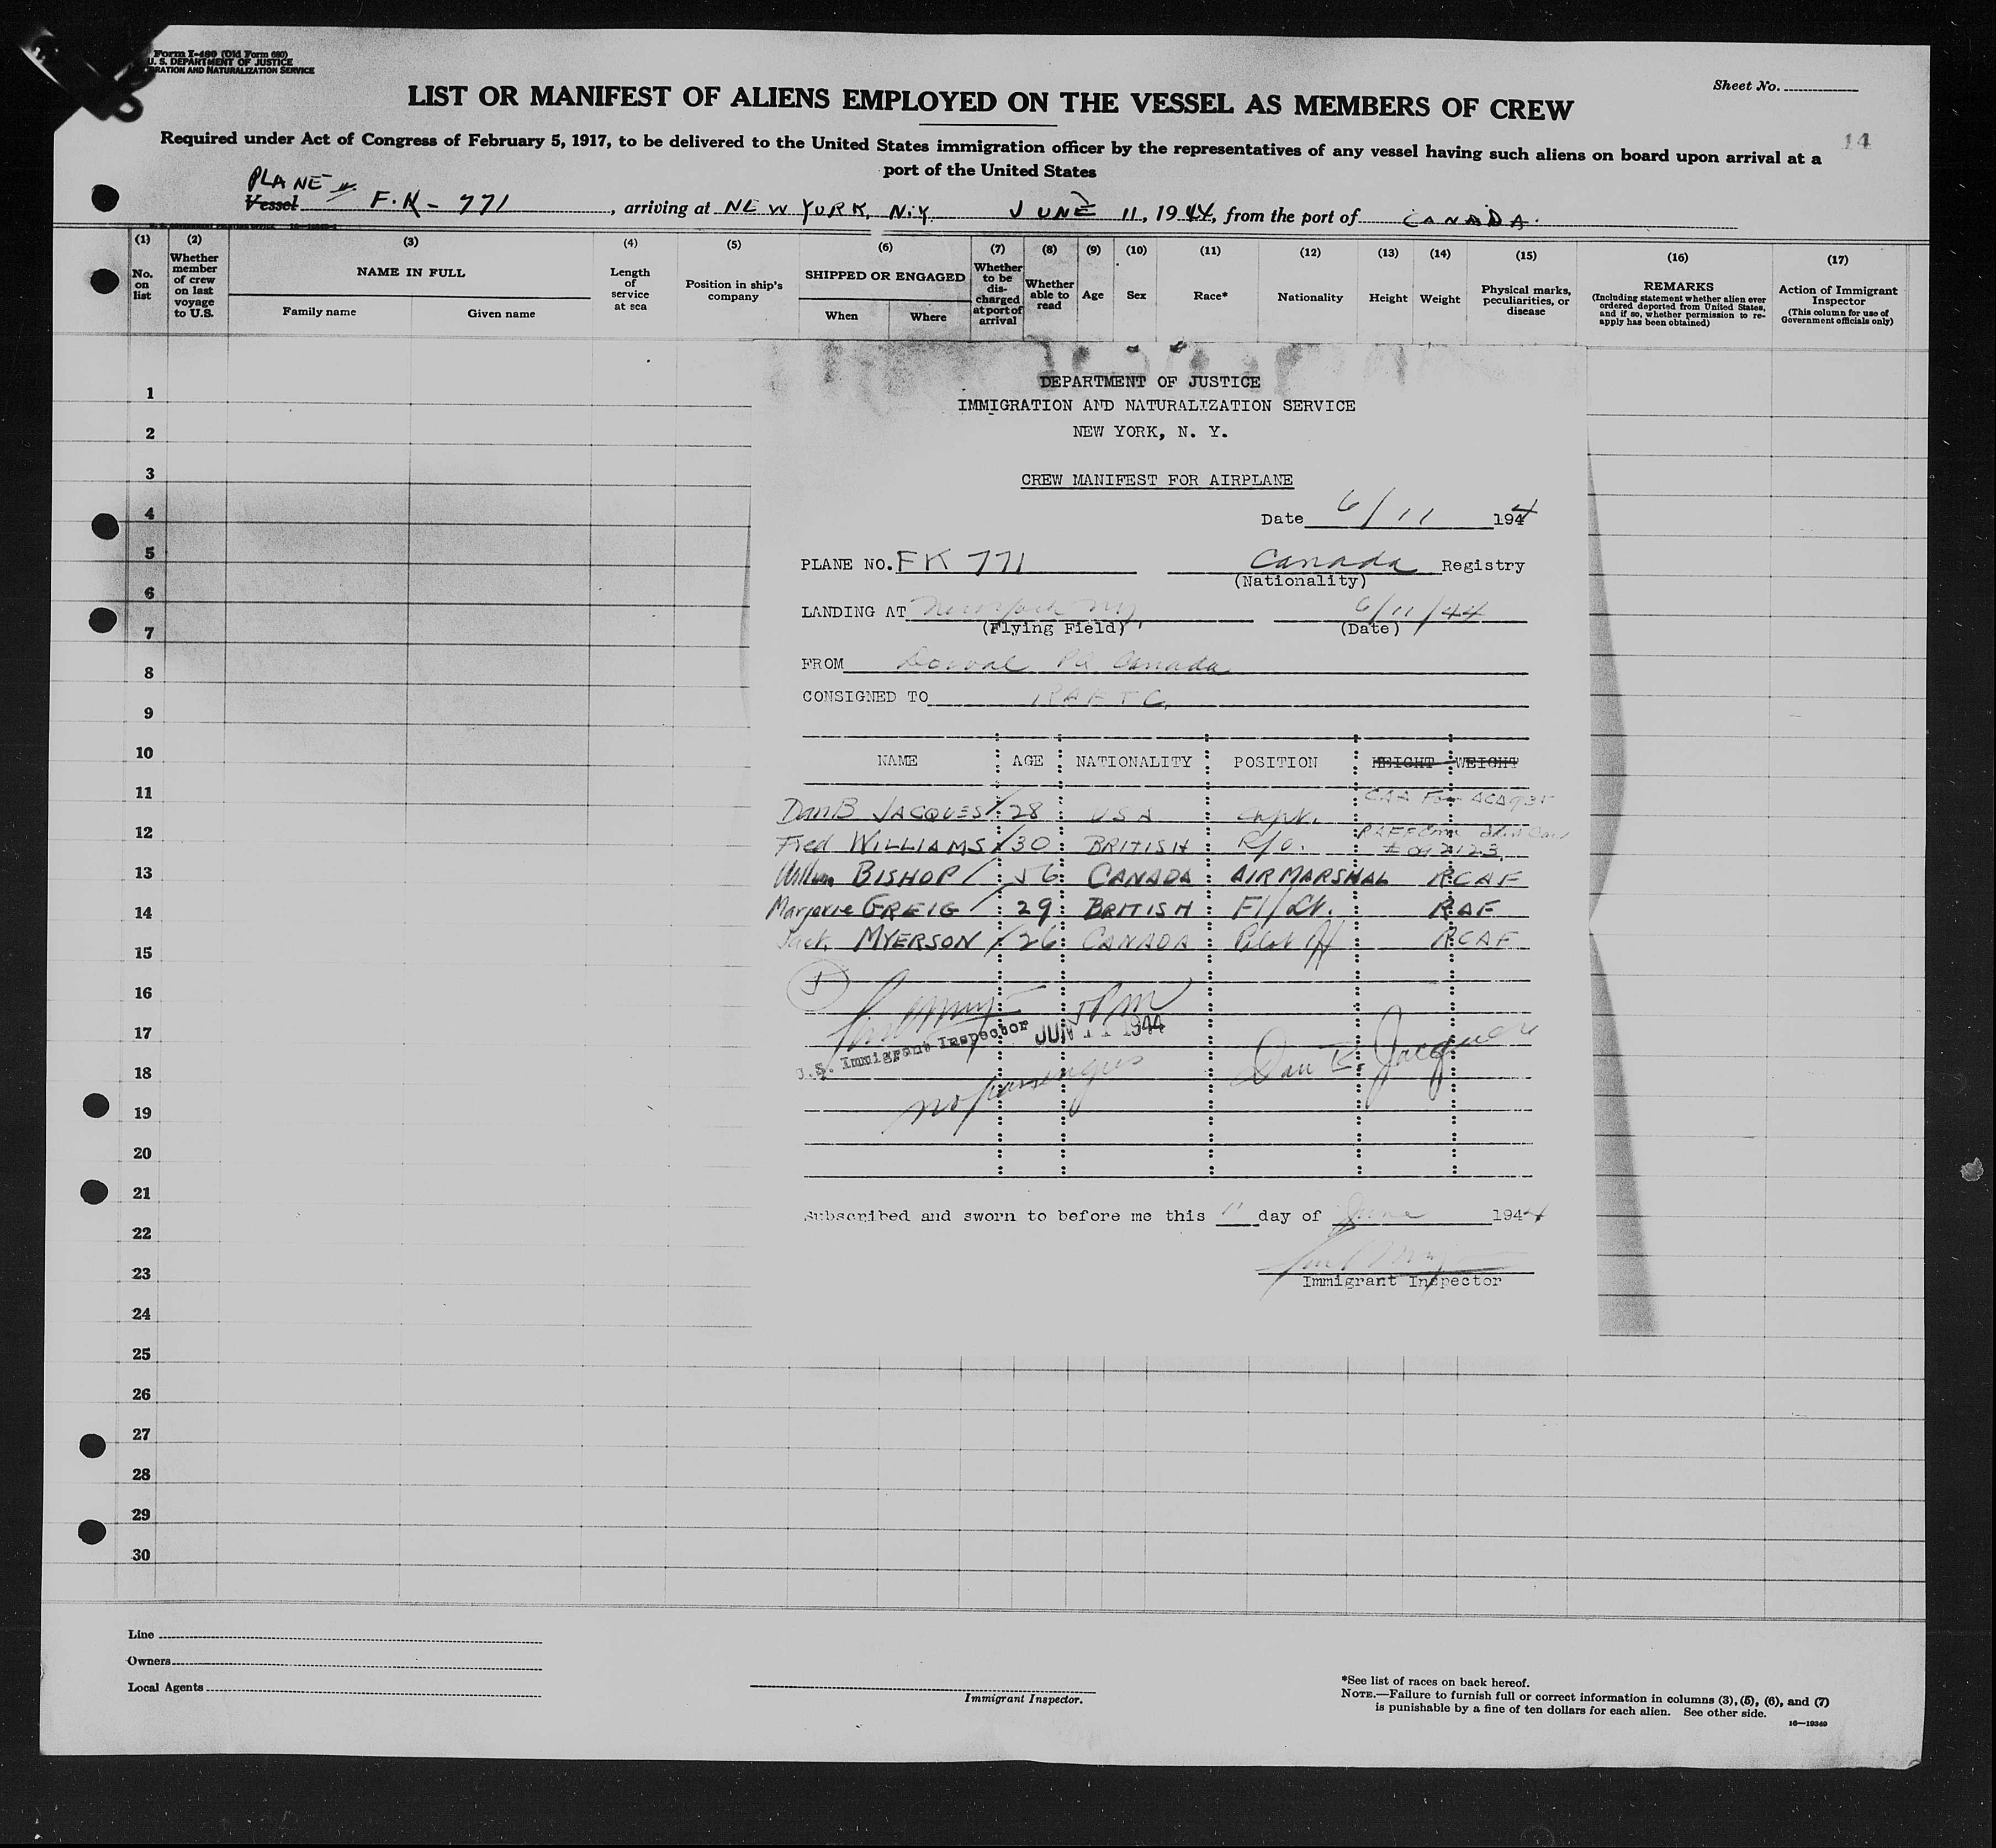 Form I-480 (Old Form 680)
U. S. DEPARTMENT OF JUSTICE
IMMIGRATION AND NATURALIZATION SERVICE
Sheet No.
LIST OR MANIFEST OF ALIENS EMPLOYED ON THE VESSEL AS MEMBERS OF CREW
14
Required under Act of Congress of February 5, 1917, to be delivered to the United States immigration officer by the representatives of any vessel having such aliens on board upon arrival at a
port of the United States
PLANE
Vessel F.K-771, arriving at NEW YORK, N.Y. JUNE 11, 1944, from the port of CANADA.
(1) (2) (3) (4) (5) (6) (7) (8) (9) (10) (11) (12) (13) (14) (15) (16) (17)
No. on list
Whether member of crew on last voyage to U.S.
NAME IN FULL
Family name
Given name
Length of service at sea
Position in ship's company
SHIPPED OR ENGAGED
When
Where
Whether to be discharged at port of arrival
Whether able to read
Age
Sex
Race*
Nationality
Height
Weight
Physical marks, peculiarities, or disease
REMARKS
(Including statement whether alien ever ordered deported from United States, and if so, whether permission to re-apply has been obtained)
Action of Immigrant Inspector
(This column for use of Government officials only)
1
2
3
4
5
6
7
8
9
10
11
12
13
14
15
16
17
18
19
20
21
22
23
24
25
26
27
28
29
30
DEPARTMENT OF JUSTICE
IMMIGRATION AND NATURALIZATION SERVICE
NEW YORK, N. Y.
CREW MANIFEST FOR AIRPLANE
Date 6/11 1944
PLANE NO. FK 771 Canada Registry
(Nationality)
LANDING AT New York NY 6/11/44
(Flying Field) (Date)
FROM Dorval PQ Canada
CONSIGNED TO RAFTC
NAME AGE NATIONALITY POSITION HEIGHT WEIGHT
Dan B JACQUES 28 USA Capt. CAA
Fred WILLIAMS 30 BRITISH R/O.
William BISHOP 56 CANADA AIR MARSHAL RCAF
Marjorie GREIG 29 BRITISH Fl/Lt. RAF
Jack MYERSON 26 CANADA Pilot Off RCAF
5
5PM
U.S. Immigrant Inspector JUN 11 1944
no passengers
Dan B. Jacques
Subscribed and sworn to before me this 11 day of June 1944
Immigrant Inspector
Line
Owners
Local Agents
Immigrant Inspector.
*See list of races on back hereof.
NOTE.—Failure to furnish full or correct information in columns (3), (5), (6), and (7)
is punishable by a fine of ten dollars for each alien. See other side.
16—19349